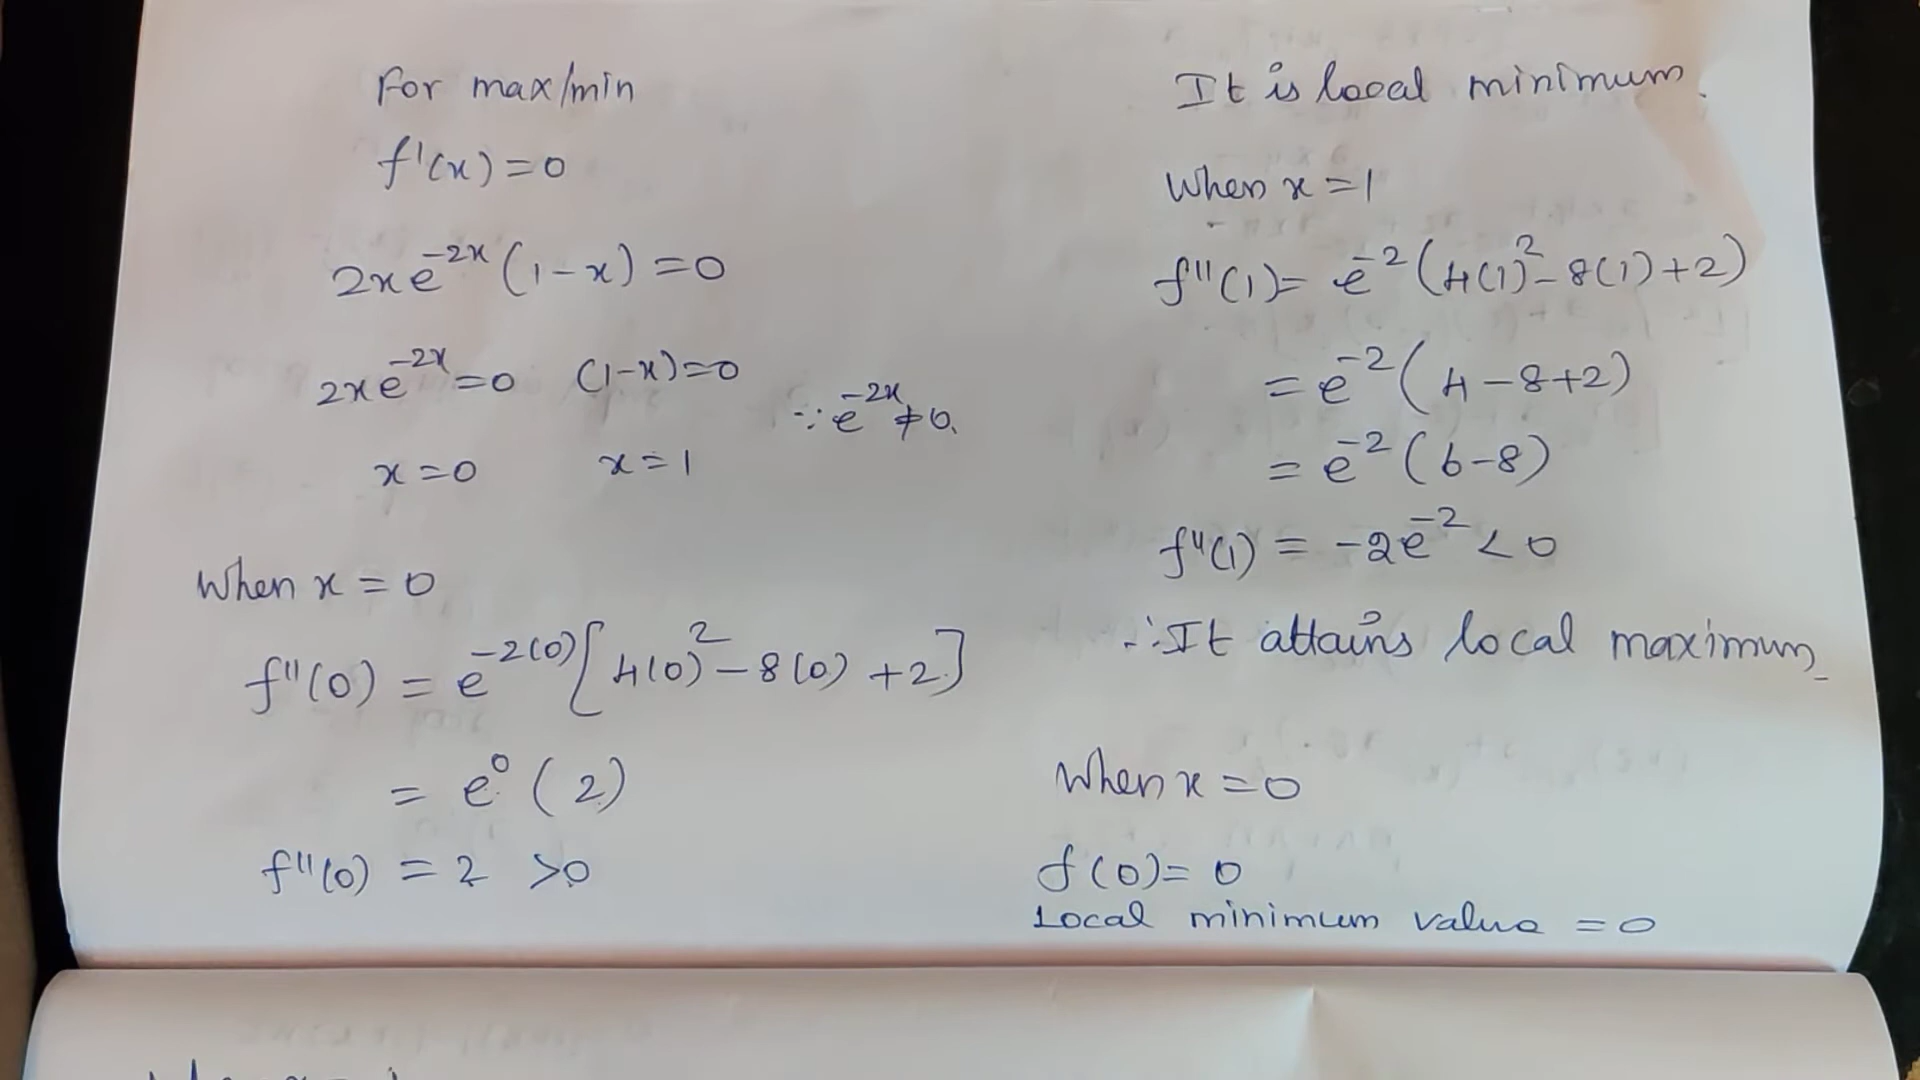 For max/min
f'(x) = 0
2xe^{-2x} (1-x) = 0
2xe^{-2x} = 0 (1-x) = 0
∵ e^{-2x} ≠ 0.
x = 0 x = 1
When x = 0
f''(0) = e^{-2(0)} [4(0)^2 - 8(0) + 2]
= e^0 (2)
f''(0) = 2 >0
It is local minimum.
When x = 1
f''(1) = e^{-2} (4(1)^2 - 8(1) + 2)
= e^{-2} (4 - 8 + 2)
= e^{-2} (6 - 8)
f''(1) = -2e^{-2} < 0
∴ It attains local maximum
When x = 0
f(0) = 0
Local minimum value = 0